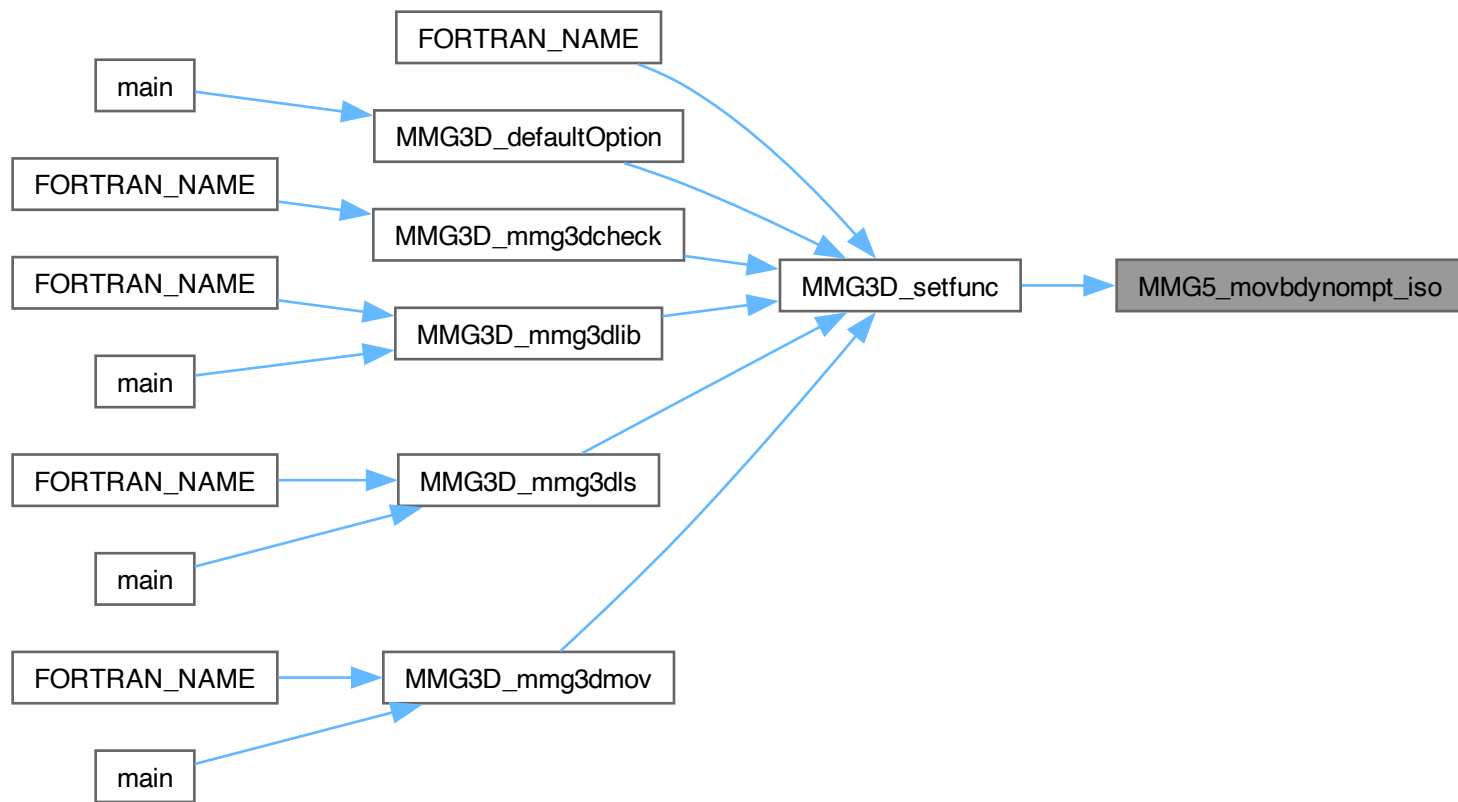 FORTRAN_NAME
main
MMG3D_defaultOption
FORTRAN_NAME
MMG3D_mmg3dcheck
FORTRAN_NAME
MMG3D_setfunc
MMG5_movbdynompt_iso
MMG3D_mmg3dlib
main
FORTRAN_NAME
MMG3D_mmg3dls
main
FORTRAN_NAME
MMG3D_mmg3dmov
main